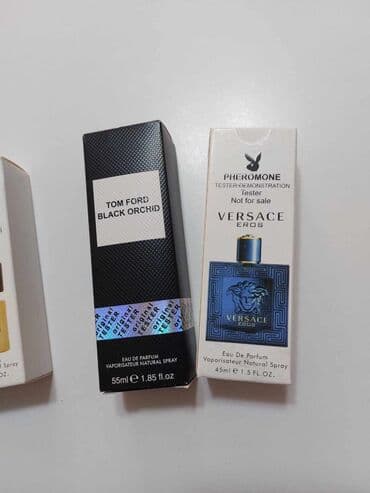 Spray
OZ.
TOM FORD
BLACK ORCHID
original
TESTER
EAU DE PARFUM
VAPORISATEUR NATURAL SPRAY
55ml ℮ 1,85 fl.oz
PHEROMONE
TESTER-DEMONSTRATION
Tester
Not for sale
VERSACE
EROS
VERSACE
EROS
Eau De Parfum
Vaporisateur Natural Spray
45ml ℮ 1.5 FL.OZ.